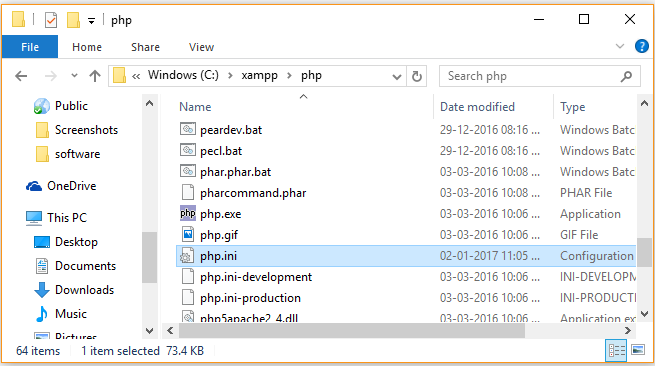 php
File Home Share View
« Windows (C:) › xampp › php Search php
Name Date modified Type
Public
Screenshots
software
OneDrive
This PC
Desktop
Documents
Downloads
Music
Pictures
peardev.bat 29-12-2016 08:16 ... Windows Batc
pecl.bat 29-12-2016 08:16 ... Windows Batc
phar.phar.bat 03-03-2016 10:08 ... Windows Batc
pharcommand.phar 03-03-2016 10:08 ... PHAR File
php php.exe 03-03-2016 10:06 ... Application
php.gif 03-03-2016 10:06 ... GIF File
php.ini 02-01-2017 11:05 ... Configuration
php.ini-development 03-03-2016 10:06 ... INI-DEVELOPM
php.ini-production 03-03-2016 10:06 ... INI-PRODUCTI
php5apache2_4.dll 03-03-2016 10:06 ... Application ex
64 items 1 item selected 73.4 KB